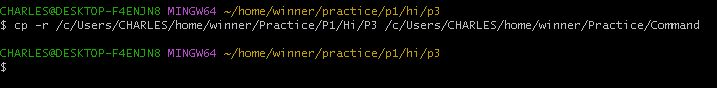 CHARLES@DESKTOP-F4ENJN8 MINGW64 ~/home/winner/practice/p1/hi/p3
$ cp -r /c/Users/CHARLES/home/winner/Practice/P1/Hi/P3 /c/Users/CHARLES/home/winner/Practice/Command
CHARLES@DESKTOP-F4ENJN8 MINGW64 ~/home/winner/practice/p1/hi/p3
$